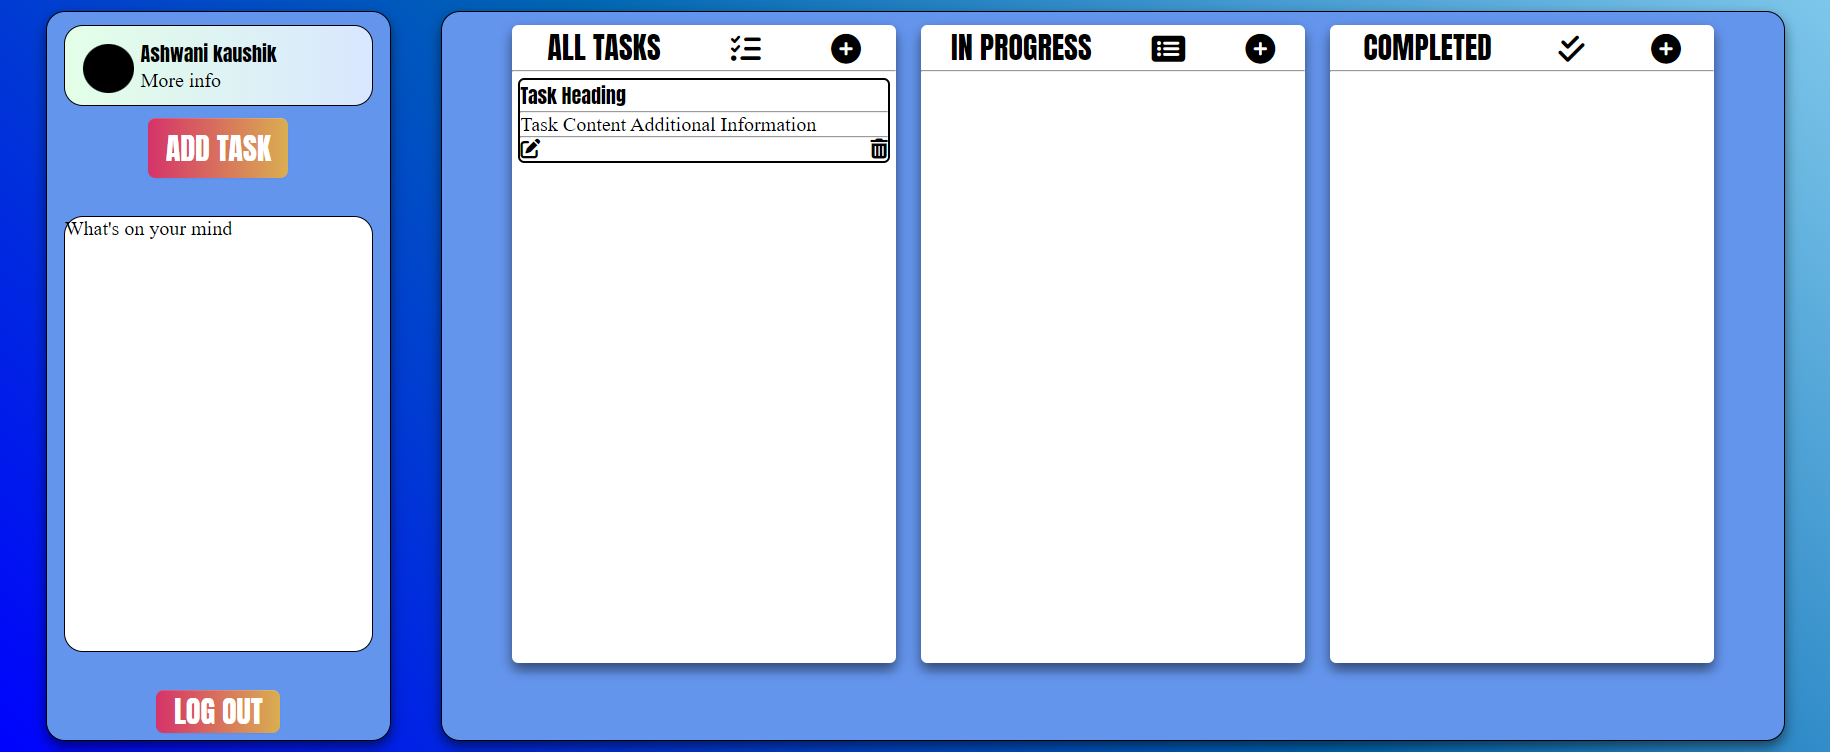 Ashwani kaushik
More info
ADD TASK
What's on your mind
LOG OUT
ALL TASKS
Task Heading
Task Content Additional Information
IN PROGRESS
COMPLETED